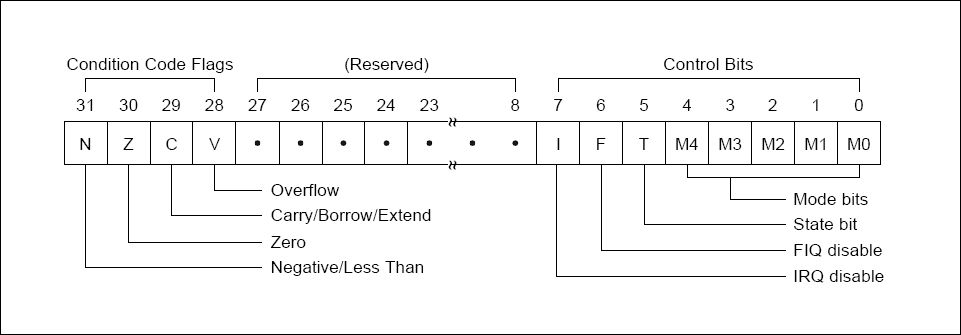 Condition Code Flags (Reserved) Control Bits
31 30 29 28 27 26 25 24 23 8 7 6 5 4 3 2 1 0
N Z C V • • • • • • • I F T M4 M3 M2 M1 M0
Overflow
Mode bits
Carry/Borrow/Extend
State bit
Zero
FIQ disable
Negative/Less Than
IRQ disable